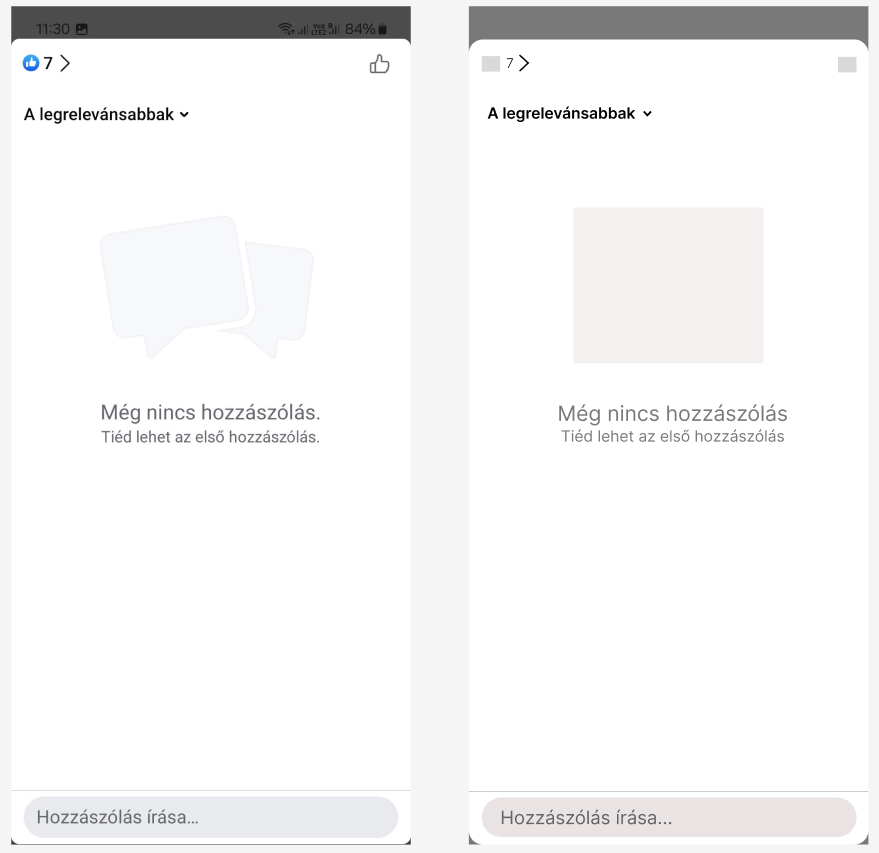 11:30 84%
7
A legrelevánsabbak
Még nincs hozzászólás.
Tiéd lehet az első hozzászólás.
Hozzászólás írása...
7
A legrelevánsabbak
Még nincs hozzászólás
Tiéd lehet az első hozzászólás
Hozzászólás írása...